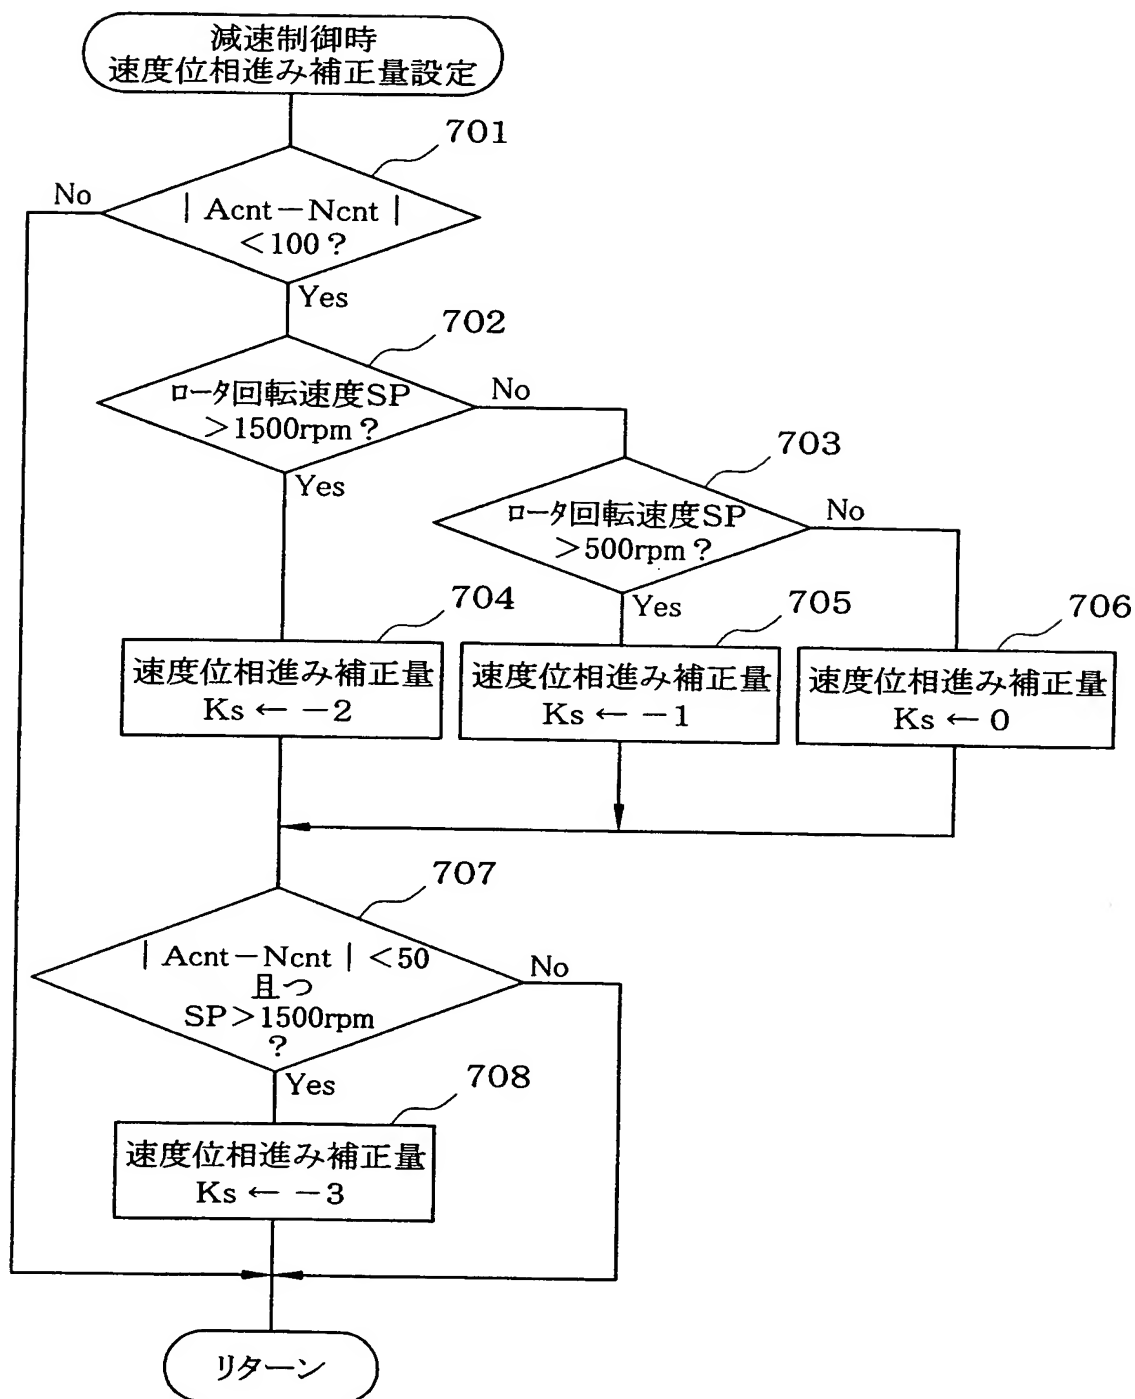 減速制御時
速度位相進み補正量設定
701
No
| Acnt－Ncnt |
＜100？
Yes
702
ロータ回転速度SP
＞1500rpm？
No
Yes
703
ロータ回転速度SP
＞500rpm？
No
Yes
704
速度位相進み補正量
Ks ← －2
705
速度位相進み補正量
Ks ← －1
706
速度位相進み補正量
Ks ← 0
707
| Acnt－Ncnt | ＜50
且つ
SP＞1500rpm
？
No
Yes
708
速度位相進み補正量
Ks ← －3
リターン